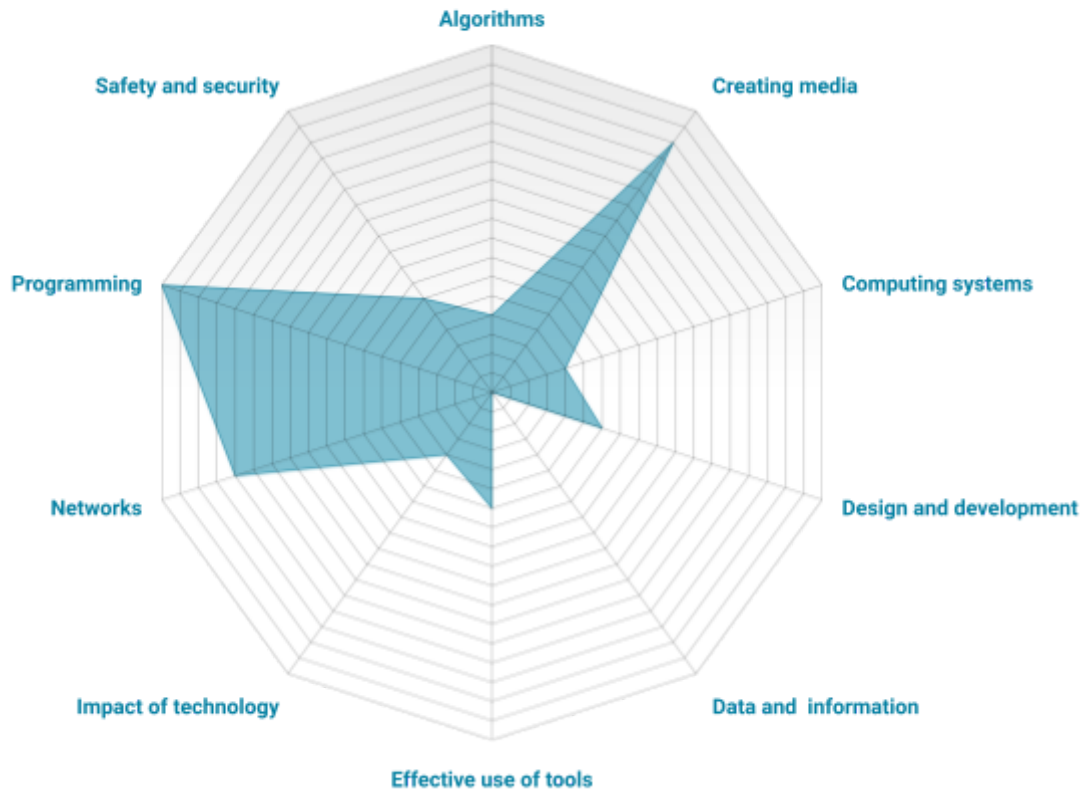 Algorithms
Safety and security
Creating media
Programming
Computing systems
Networks
Design and development
Impact of technology
Data and  information
Effective use of tools